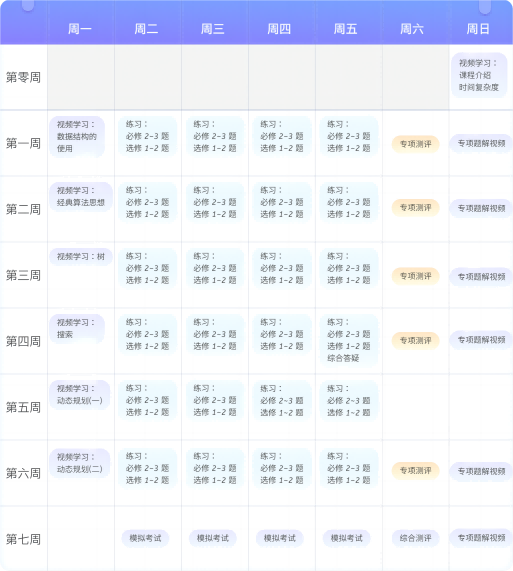 周一 周二 周三 周四 周五 周六 周日
第零周
视频学习：
课程介绍
时间复杂度
第一周
视频学习：
数据结构的
使用
练习：
必修 2~3 题
选修 1~2 题
练习：
必修 2~3 题
选修 1~2 题
练习：
必修 2~3 题
选修 1~2 题
练习：
必修 2~3 题
选修 1~2 题
专项测评
专项题解视频
第二周
视频学习：
经典算法思想
练习：
必修 2~3 题
选修 1~2 题
练习：
必修 2~3 题
选修 1~2 题
练习：
必修 2~3 题
选修 1~2 题
练习：
必修 2~3 题
选修 1~2 题
专项测评
专项题解视频
第三周
视频学习：树
练习：
必修 2~3 题
选修 1~2 题
练习：
必修 2~3 题
选修 1~2 题
练习：
必修 2~3 题
选修 1~2 题
练习：
必修 2~3 题
选修 1~2 题
专项测评
专项题解视频
第四周
视频学习：
搜索
练习：
必修 2~3 题
选修 1~2 题
练习：
必修 2~3 题
选修 1~2 题
练习：
必修 2~3 题
选修 1~2 题
练习：
必修 2~3 题
选修 1~2 题
综合答疑
专项测评
专项题解视频
第五周
视频学习：
动态规划(一)
练习：
必修 2~3 题
选修 1~2 题
练习：
必修 2~3 题
选修 1~2 题
练习：
必修 2~3 题
选修 1~2 题
练习：
必修 2~3 题
选修 1~2 题
第六周
视频学习：
动态规划(二)
练习：
必修 2~3 题
选修 1~2 题
练习：
必修 2~3 题
选修 1~2 题
练习：
必修 2~3 题
选修 1~2 题
练习：
必修 2~3 题
选修 1~2 题
专项测评
专项题解视频
第七周
模拟考试
模拟考试
模拟考试
模拟考试
综合测评
专项题解视频